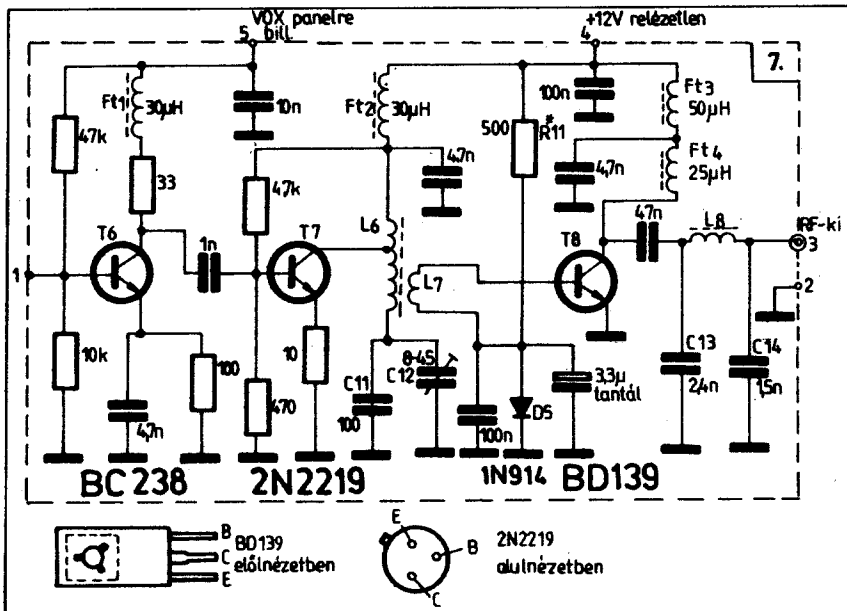 VOX panelre
bill.
5
+12V relézetlen
4
7.
Ft1
30µH
10n
Ft2
30µH
100n
Ft3
50µH
47k
500
*
R11
Ft4
25µH
33
47k
4,7n
4,7n
T6
1n
T7
L6
L7
T8
47n
L8
RF-ki
3
1
2
10k
100
10
8-45
C12
C11
100
C13
2,4n
C14
1,5n
4,7n
470
100n
D5
3,3µ
tantál
BC 238
2N2219
1N914
BD139
B
C
E
BD139
előlnézetben
E
B
C
2N2219
alulnézetben